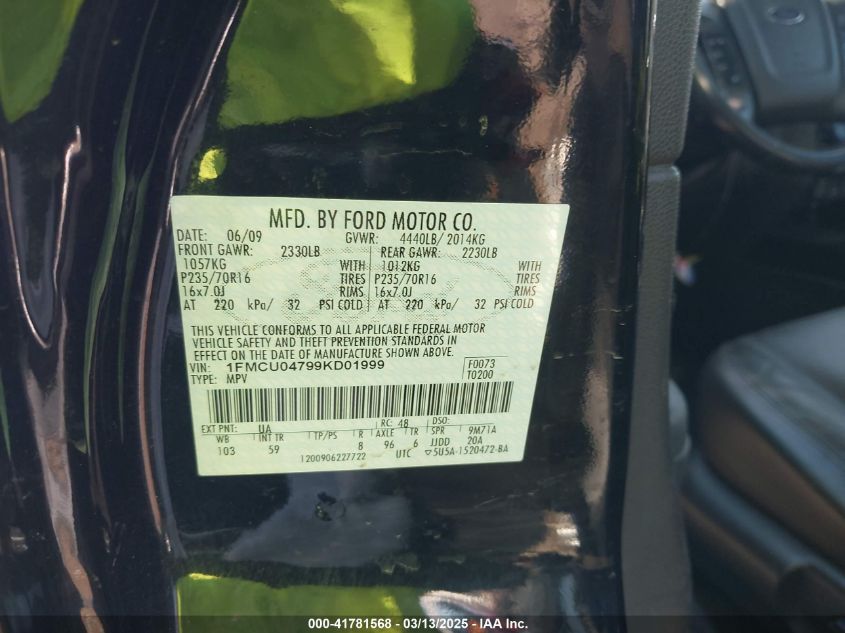 MFD. BY FORD MOTOR CO.
DATE: 06/09 GVWR: 4440LB/ 2014KG
FRONT GAWR: 2330LB REAR GAWR: 2230LB
1057KG WITH 1012KG WITH
P235/70R16 TIRES P235/70R16 TIRES
16x7.0J RIMS 16x7.0J RIMS
AT 220 kPa/ 32 PSI COLD AT 220 kPa/ 32 PSI COLD
THIS VEHICLE CONFORMS TO ALL APPLICABLE FEDERAL MOTOR
VEHICLE SAFETY AND THEFT PREVENTION STANDARDS IN
EFFECT ON THE DATE OF MANUFACTURE SHOWN ABOVE.
VIN: 1FMCU04799KD01999 F0073
TYPE: MPV T0200
EXT PNT: UA RC: 48 DSO:
WB INT TR TP/PS R AXLE TR SPR 9M71A
103 59 8 96 6 JJDD 20A
1200906227722 UTC ▽5U5A-1520472-BA
000-41781568 - 03/13/2025 - IAA Inc.